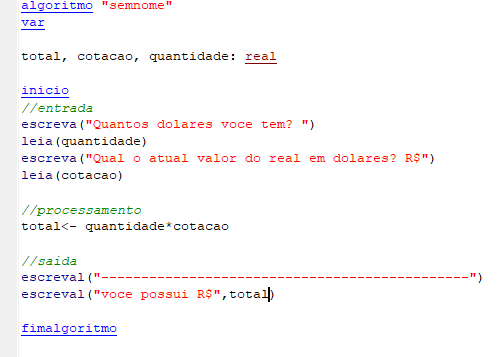 algoritmo "semnome"
var
total, cotacao, quantidade: real
inicio
//entrada
escreva("Quantos dolares voce tem? ")
leia(quantidade)
escreva("Qual o atual valor do real em dolares? R$")
leia(cotacao)
//processamento
total<- quantidade*cotacao
//saida
escreval("----------------------------------------------")
escreval("voce possui R$",total)
fimalgoritmo